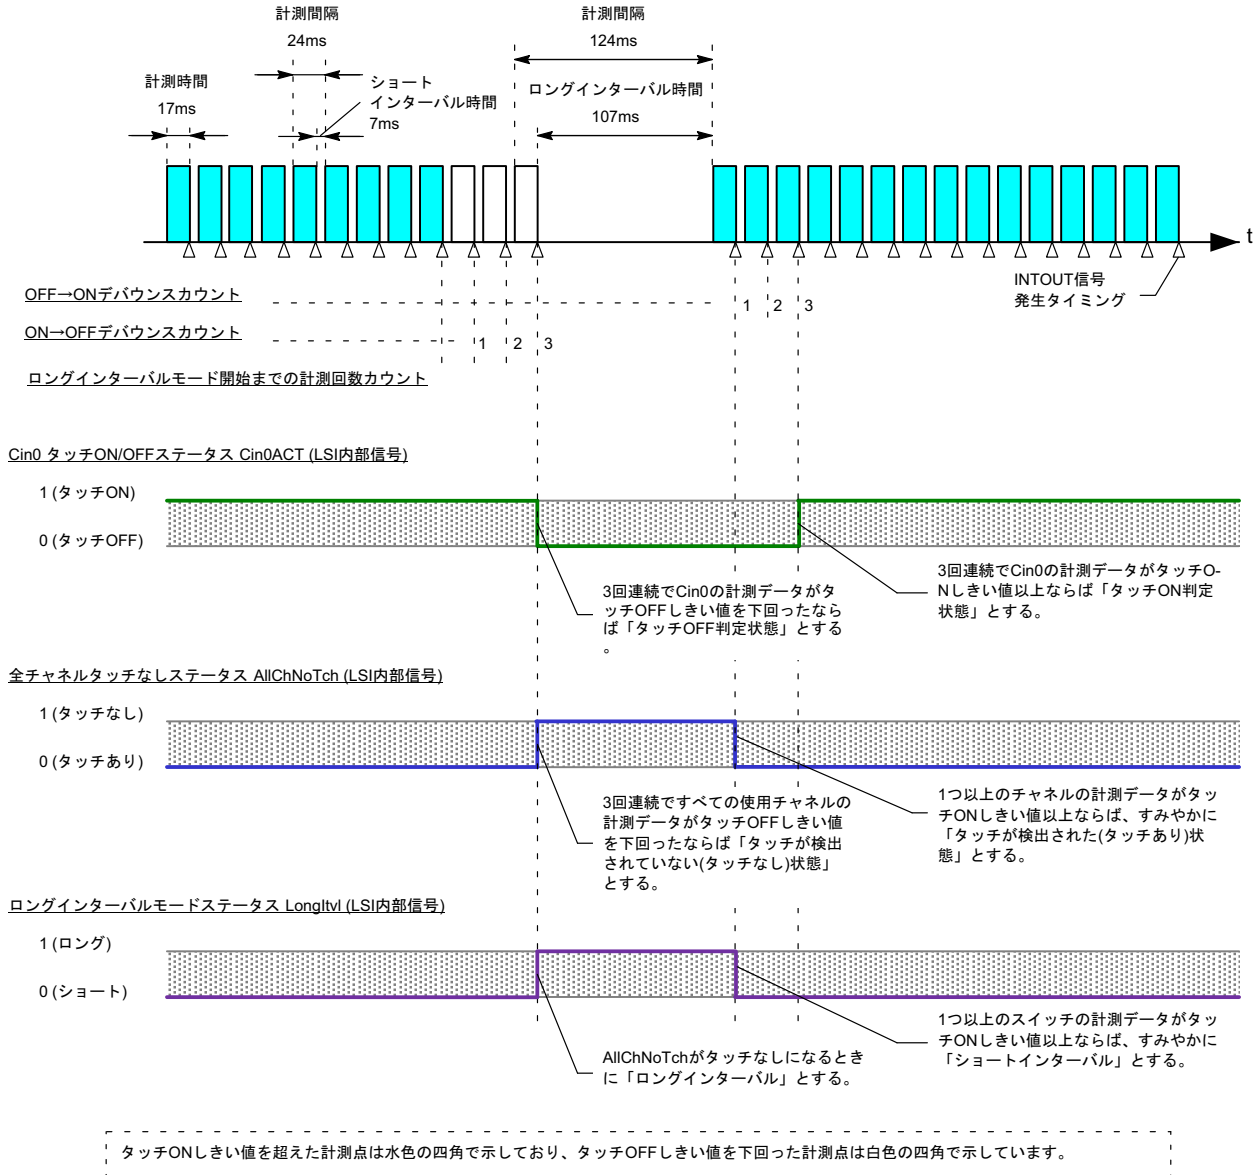 計測間隔
24ms
計測間隔
124ms
計測時間
17ms
ショート
インターバル時間
7ms
ロングインターバル時間
107ms
t
INTOUT信号
発生タイミング
OFF→ONデバウンスカウント
1 2 3
ON→OFFデバウンスカウント
1 2 3
ロングインターバルモード開始までの計測回数カウント
Cin0 タッチON/OFFステータス Cin0ACT (LSI内部信号)
1 (タッチON)
0 (タッチOFF)
3回連続でCin0の計測データがタ
ッチOFFしきい値を下回ったなら
ば「タッチOFF判定状態」とする
。
3回連続でCin0の計測データがタッチO-
Nしきい値以上ならば「タッチON判定
状態」とする。
全チャネルタッチなしステータス AllChNoTch (LSI内部信号)
1 (タッチなし)
0 (タッチあり)
3回連続ですべての使用チャネルの
計測データがタッチOFFしきい値
を下回ったならば「タッチが検出
されていない(タッチなし)状態」
とする。
1つ以上のチャネルの計測データがタッ
チONしきい値以上ならば、すみやかに
「タッチが検出された(タッチあり)状
態」とする。
ロングインターバルモードステータス LongItvl (LSI内部信号)
1 (ロング)
0 (ショート)
AllChNoTchがタッチなしになるとき
に「ロングインターバル」とする。
1つ以上のスイッチの計測データがタッ
チONしきい値以上ならば、すみやかに
「ショートインターバル」とする。
タッチONしきい値を超えた計測点は水色の四角で示しており、タッチOFFしきい値を下回った計測点は白色の四角で示しています。